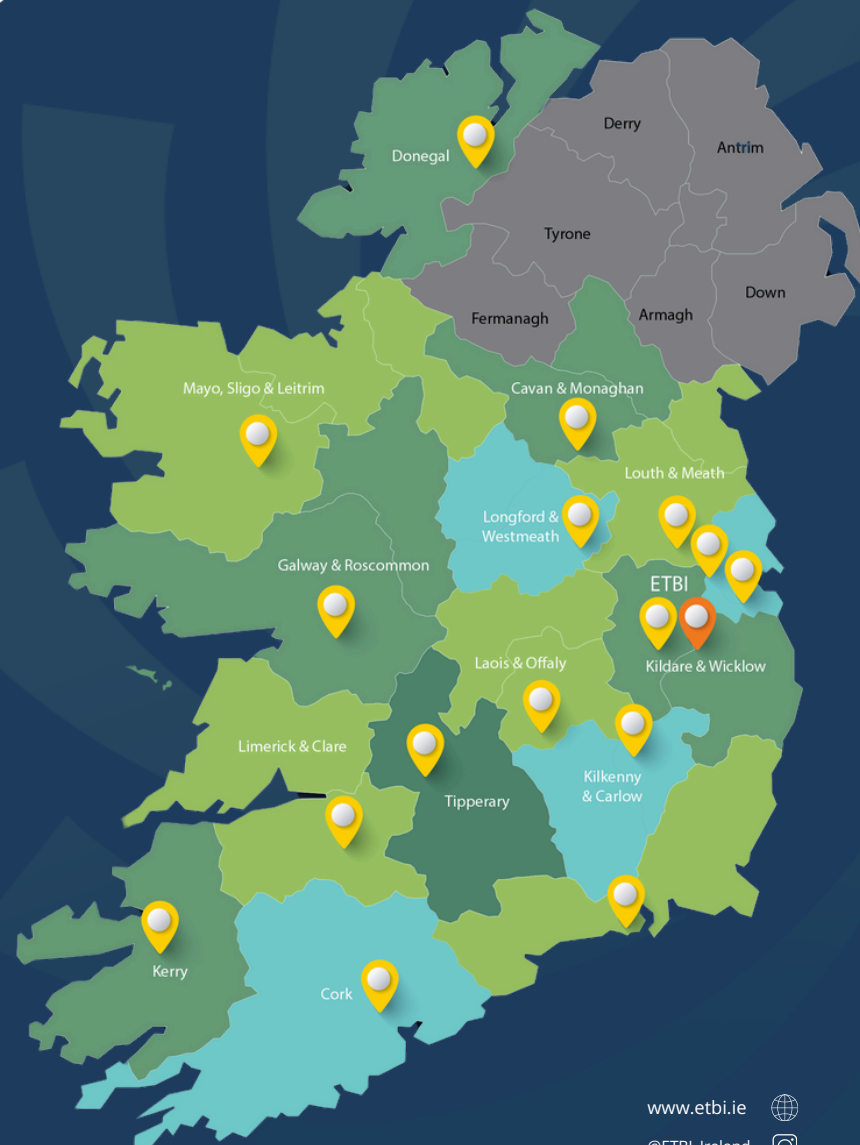 Derry
Antrim
Donegal
Tyrone
Down
Armagh
Fermanagh
Mayo, Sligo & Leitrim
Cavan & Monaghan
Louth & Meath
Longford &
Westmeath
Galway & Roscommon
ETBI
Laois & Offaly
Kildare & Wicklow
Limerick & Clare
Kilkenny
& Carlow
Tipperary
Kerry
Cork
www.etbi.ie
@ETBI_Ireland